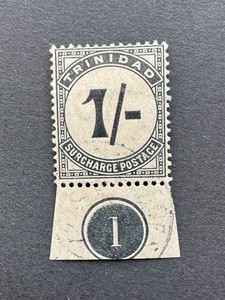 TRINIDAD
1/-
SURCHARGE POSTAGE
1